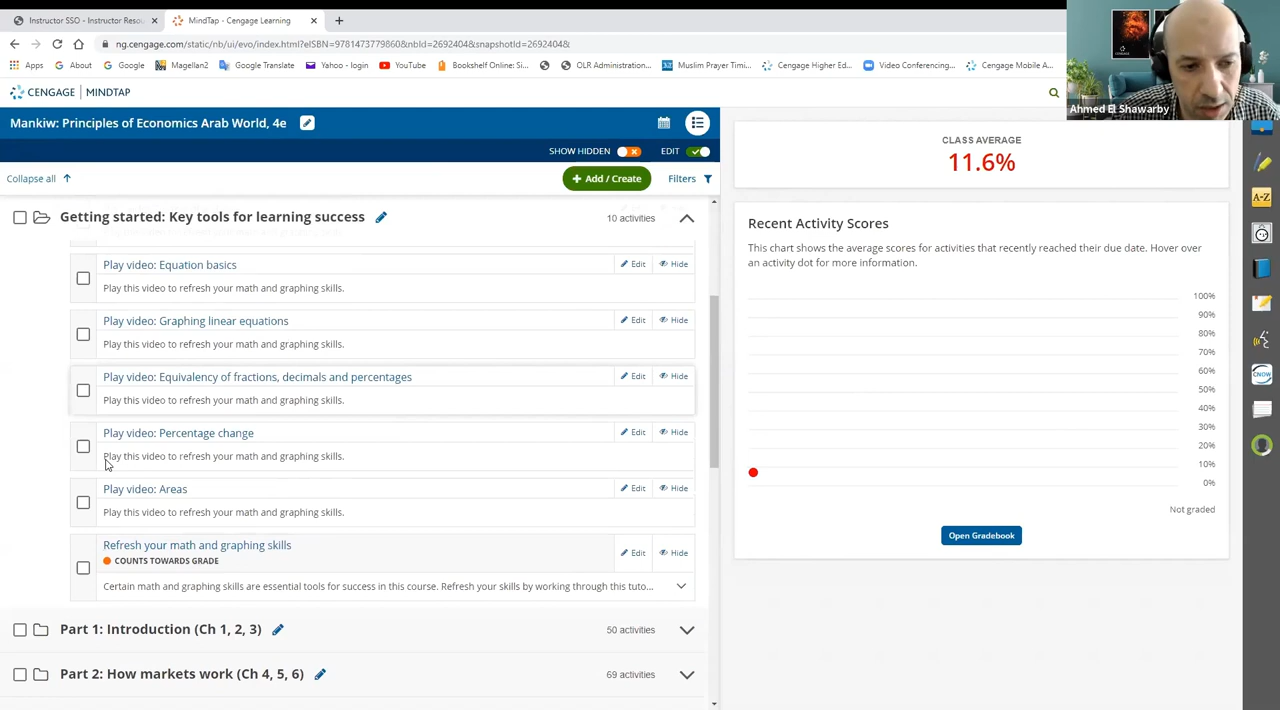 Instructor SSO - Instructor Resou
MindTap - Cengage Learning
ng.cengage.com/static/nb/ui/evo/index.html?eISBN=9781473779860&nbId=2692404&snapshotId=2692404&
Apps
About
Google
Magellan2
Google Translate
Yahoo - login
YouTube
Bookshelf Online: Si...
OLR Administration...
Muslim Prayer Timi...
Cengage Higher Ed...
Video Conferencing...
Cengage Mobile A...
Ahmed El Shawarby
CENGAGE | MINDTAP
Mankiw: Principles of Economics Arab World, 4e
SHOW HIDDEN
EDIT
Collapse all
+ Add / Create
Filters
Getting started: Key tools for learning success
10 activities
Play video: Equation basics
Edit
Hide
Play this video to refresh your math and graphing skills.
Play video: Graphing linear equations
Edit
Hide
Play this video to refresh your math and graphing skills.
Play video: Equivalency of fractions, decimals and percentages
Edit
Hide
Play this video to refresh your math and graphing skills.
Play video: Percentage change
Edit
Hide
Play this video to refresh your math and graphing skills.
Play video: Areas
Edit
Hide
Play this video to refresh your math and graphing skills.
Refresh your math and graphing skills
COUNTS TOWARDS GRADE
Edit
Hide
Certain math and graphing skills are essential tools for success in this course. Refresh your skills by working through this tuto...
Part 1: Introduction (Ch 1, 2, 3)
50 activities
Part 2: How markets work (Ch 4, 5, 6)
69 activities
CLASS AVERAGE
11.6%
Recent Activity Scores
This chart shows the average scores for activities that recently reached their due date. Hover over
an activity dot for more information.
100%
90%
80%
70%
60%
50%
40%
30%
20%
10%
0%
Not graded
Open Gradebook
A-Z
CNOW